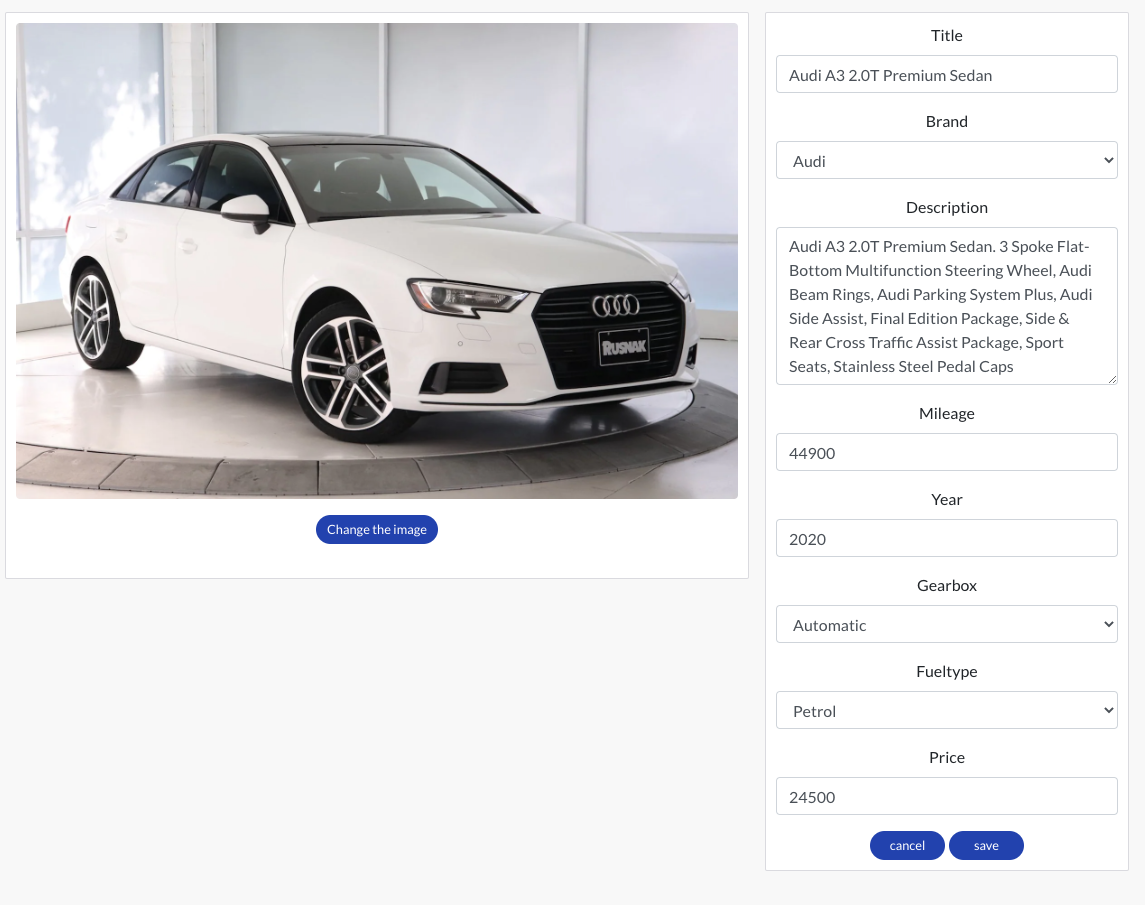 RUSNAK
Change the image
Title
Audi A3 2.0T Premium Sedan
Brand
Audi
Description
Audi A3 2.0T Premium Sedan. 3 Spoke Flat-
Bottom Multifunction Steering Wheel, Audi
Beam Rings, Audi Parking System Plus, Audi
Side Assist, Final Edition Package, Side &
Rear Cross Traffic Assist Package, Sport
Seats, Stainless Steel Pedal Caps
Mileage
44900
Year
2020
Gearbox
Automatic
Fueltype
Petrol
Price
24500
cancel save